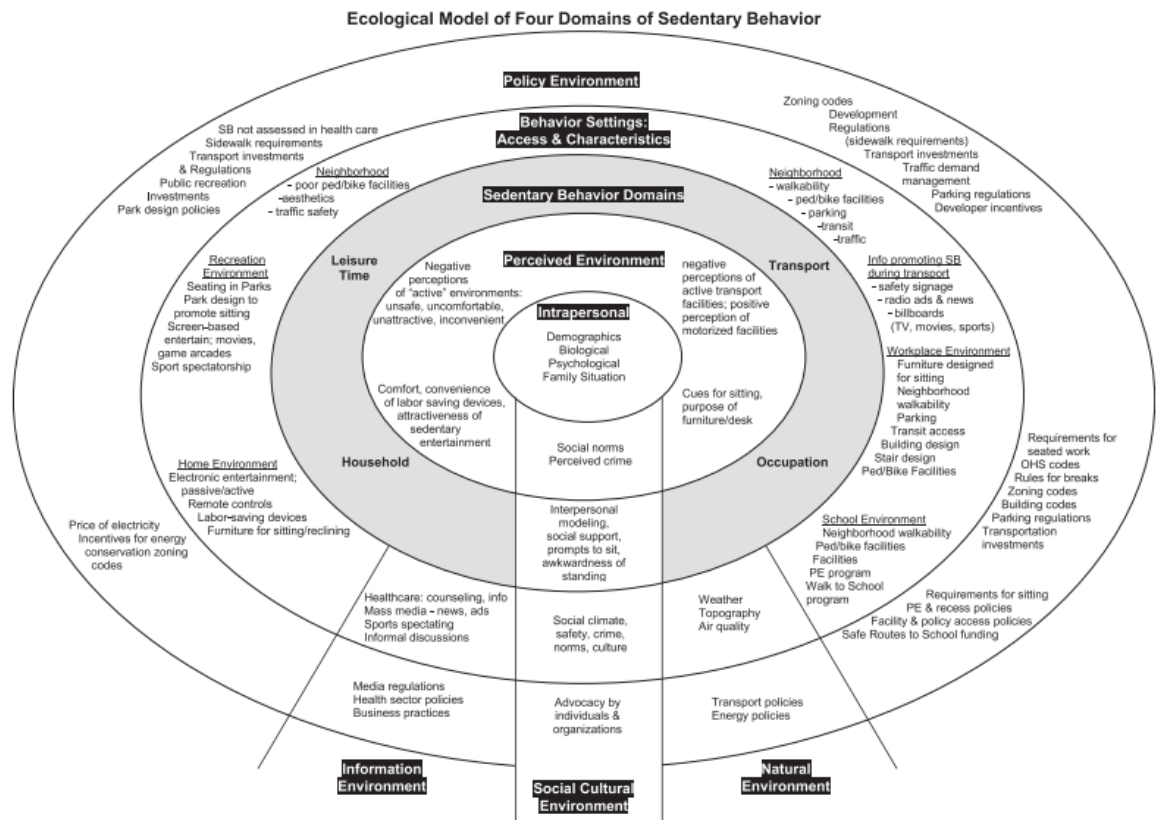 Ecological Model of Four Domains of Sedentary Behavior
Policy Environment
SB not assessed in health care
Sidewalk requirements
Transport investments
& Regulations
Public recreation
Investments
Park design policies
Zoning codes
Development
Regulations
(sidewalk requirements)
Transport investments
Traffic demand
management
Parking regulations
Developer incentives
Behavior Settings:
Access & Characteristics
Neighborhood
- poor ped/bike facilities
-aesthetics
- traffic safety
Neighborhood
- walkability
- ped/bike facilities
- parking
-transit
-traffic
Recreation
Environment
Seating in Parks
Park design to
promote sitting
Screen-based
entertain; movies,
game arcades
Sport spectatorship
Info promoting SB
during transport
- safety signage
- radio ads & news
- billboards
(TV, movies, sports)
Sedentary Behavior Domains
Leisure
Time
Transport
Perceived Environment
Negative
perceptions
of "active" environments:
unsafe, uncomfortable,
unattractive, inconvenient
negative
perceptions of
active transport
facilities; positive
perception of
motorized facilities
Intrapersonal
Demographics
Biological
Psychological
Family Situation
Workplace Environment
Furniture designed
for sitting
Neighborhood
walkability
Parking
Transit access
Building design
Stair design
Ped/Bike Facilities
Comfort, convenience
of labor saving devices,
attractiveness of
sedentary
entertainment
Cues for sitting,
purpose of
furniture/desk
Social norms
Perceived crime
Household
Occupation
Home Environment
Electronic entertainment;
passive/active
Remote controls
Labor-saving devices
Furniture for sitting/reclining
Requirements for
seated work
OHS codes
Rules for breaks
Zoning codes
Building codes
Parking regulations
Transportation
investments
Price of electricity
Incentives for energy
conservation zoning
codes
Interpersonal
modeling,
social support,
prompts to sit,
awkwardness of
standing
School Environment
Neighborhood walkability
Ped/bike facilities
Facilities
PE program
Walk to School
program
Healthcare: counseling, info
Mass media - news, ads
Sports spectating
Informal discussions
Social climate,
safety, crime,
norms, culture
Weather
Topography
Air quality
Requirements for sitting
PE & recess policies
Facility & policy access policies
Safe Routes to School funding
Media regulations
Health sector policies
Business practices
Advocacy by
individuals &
organizations
Transport policies
Energy policies
Information
Environment
Social Cultural
Environment
Natural
Environment